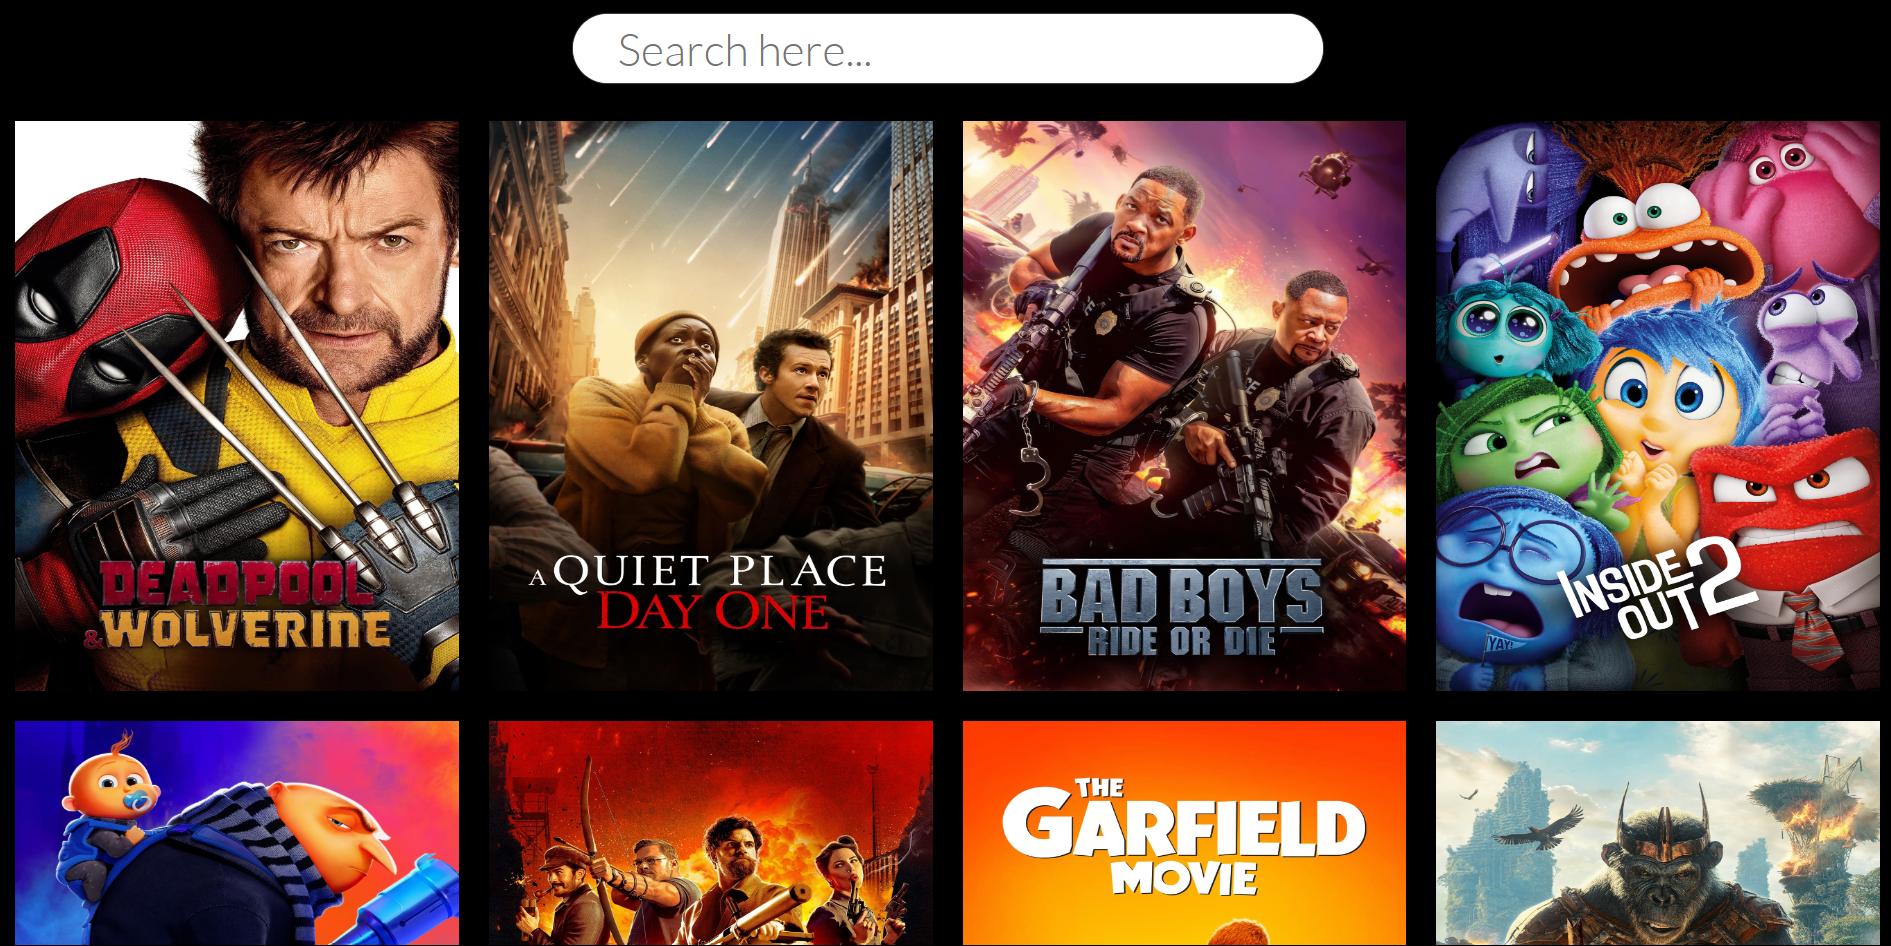 Search here...
DEADPOOL
& WOLVERINE
A QUIET PLACE
DAY ONE
BAD BOYS
RIDE OR DIE
INSIDE
OUT 2
YAY!
THE
GARFIELD
MOVIE